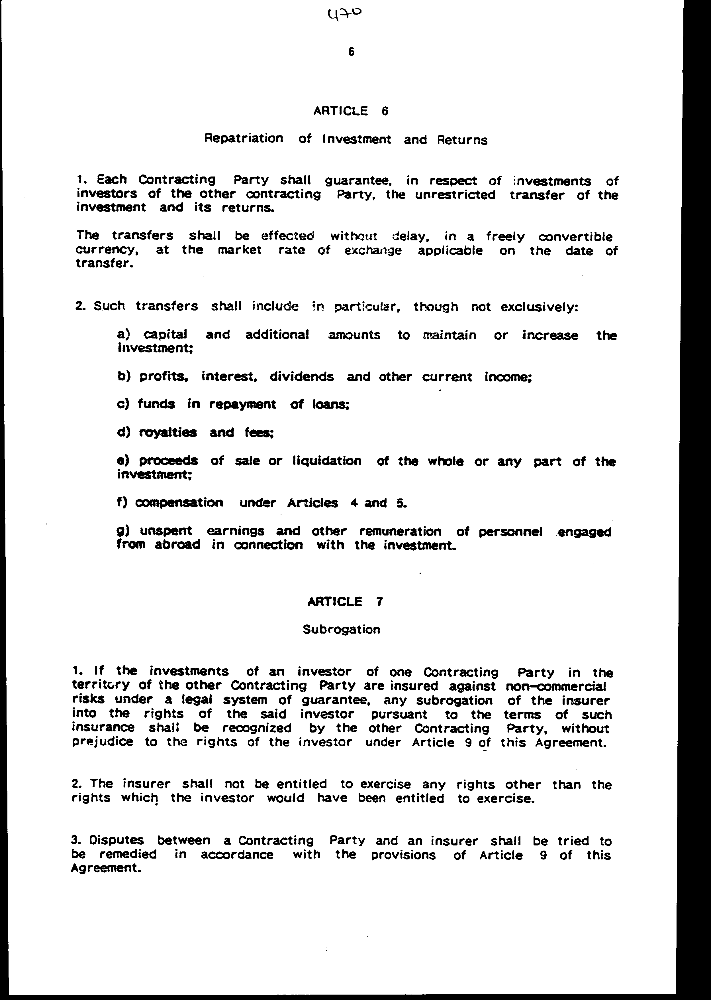 470
6
ARTICLE 6
Repatriation of Investment and Returns
1. Each Contracting Party shall guarantee, in respect of investments of
investors of the other contracting Party, the unrestricted transfer of the
investment and its returns.
The transfers shall be effected without delay, in a freely convertible
currency, at the market rate of exchange applicable on the date of
transfer.
2. Such transfers shall include in particular, though not exclusively:
a) capital and additional amounts to maintain or increase the
investment;
b) profits, interest, dividends and other current income;
c) funds in repayment of loans;
d) royalties and fees;
e) proceeds of sale or liquidation of the whole or any part of the
investment;
f) compensation under Articles 4 and 5.
g) unspent earnings and other remuneration of personnel engaged
from abroad in connection with the investment.
ARTICLE 7
Subrogation
1. If the investments of an investor of one Contracting Party in the
territory of the other Contracting Party are insured against non-commercial
risks under a legal system of guarantee, any subrogation of the insurer
into the rights of the said investor pursuant to the terms of such
insurance shall be recognized by the other Contracting Party, without
prejudice to the rights of the investor under Article 9 of this Agreement.
2. The insurer shall not be entitled to exercise any rights other than the
rights which the investor would have been entitled to exercise.
3. Disputes between a Contracting Party and an insurer shall be tried to
be remedied in accordance with the provisions of Article 9 of this
Agreement.